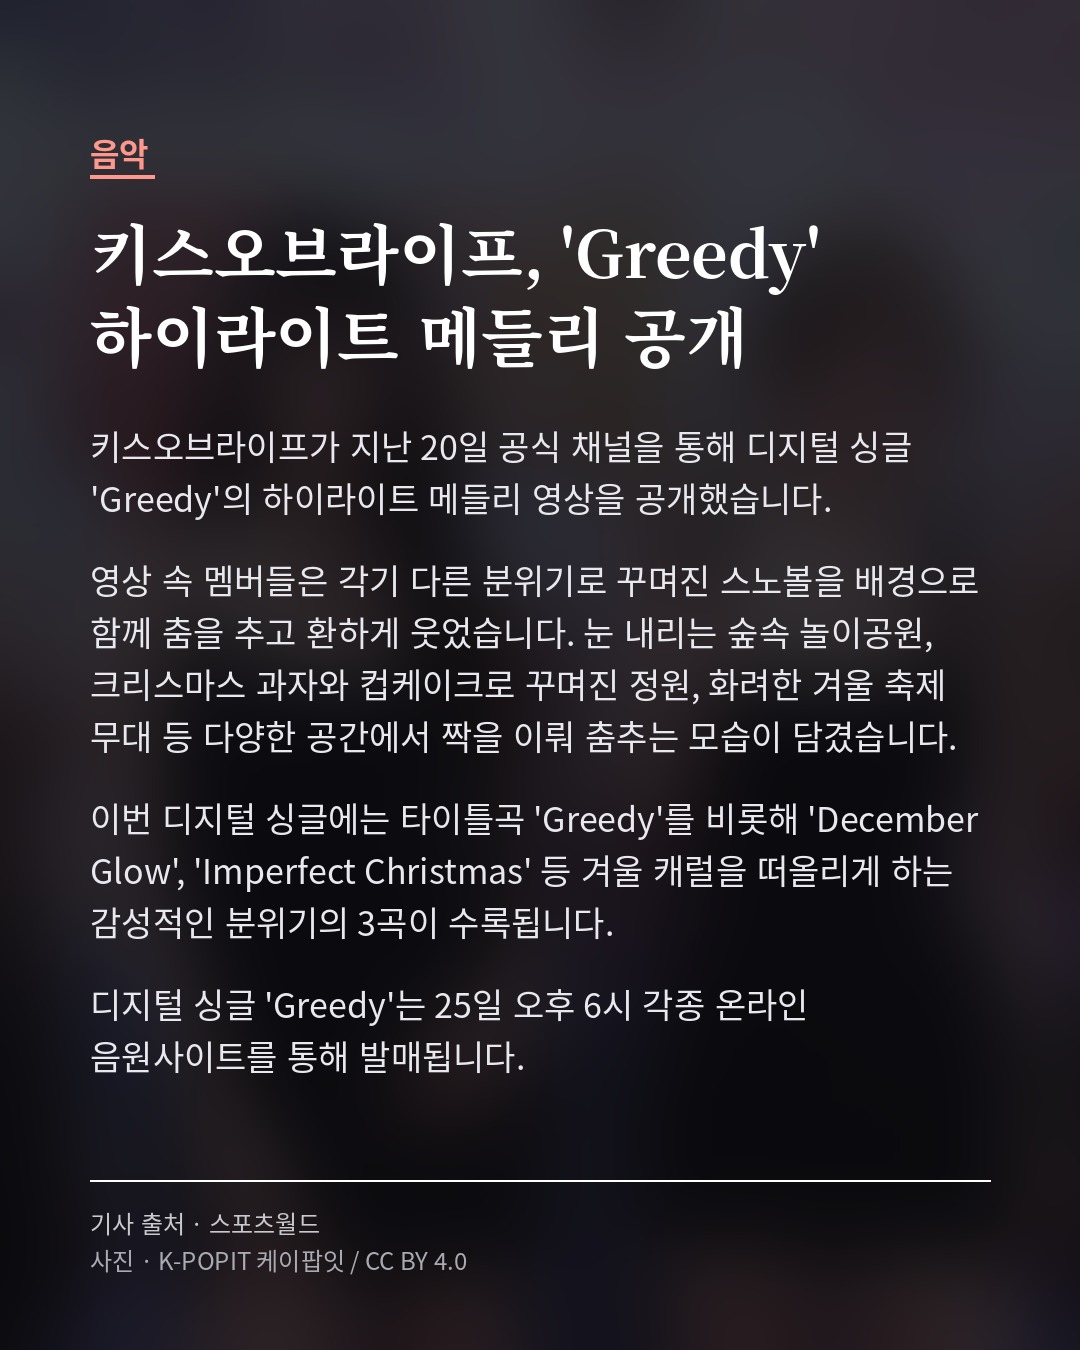 음악
키스오브라이프, 'Greedy'
하이라이트 메들리 공개
키스오브라이프가 지난 20일 공식 채널을 통해 디지털 싱글
'Greedy'의 하이라이트 메들리 영상을 공개했습니다.
영상 속 멤버들은 각기 다른 분위기로 꾸며진 스노볼을 배경으로
함께 춤을 추고 환하게 웃었습니다. 눈 내리는 숲속 놀이공원,
크리스마스 과자와 컵케이크로 꾸며진 정원, 화려한 겨울 축제
무대 등 다양한 공간에서 짝을 이뤄 춤추는 모습이 담겼습니다.
이번 디지털 싱글에는 타이틀곡 'Greedy'를 비롯해 'December
Glow', 'Imperfect Christmas' 등 겨울 캐럴을 떠올리게 하는
감성적인 분위기의 3곡이 수록됩니다.
디지털 싱글 'Greedy'는 25일 오후 6시 각종 온라인
음원사이트를 통해 발매됩니다.
기사 출처 · 스포츠월드
사진 · K-POPIT 케이팝잇 / CC BY 4.0